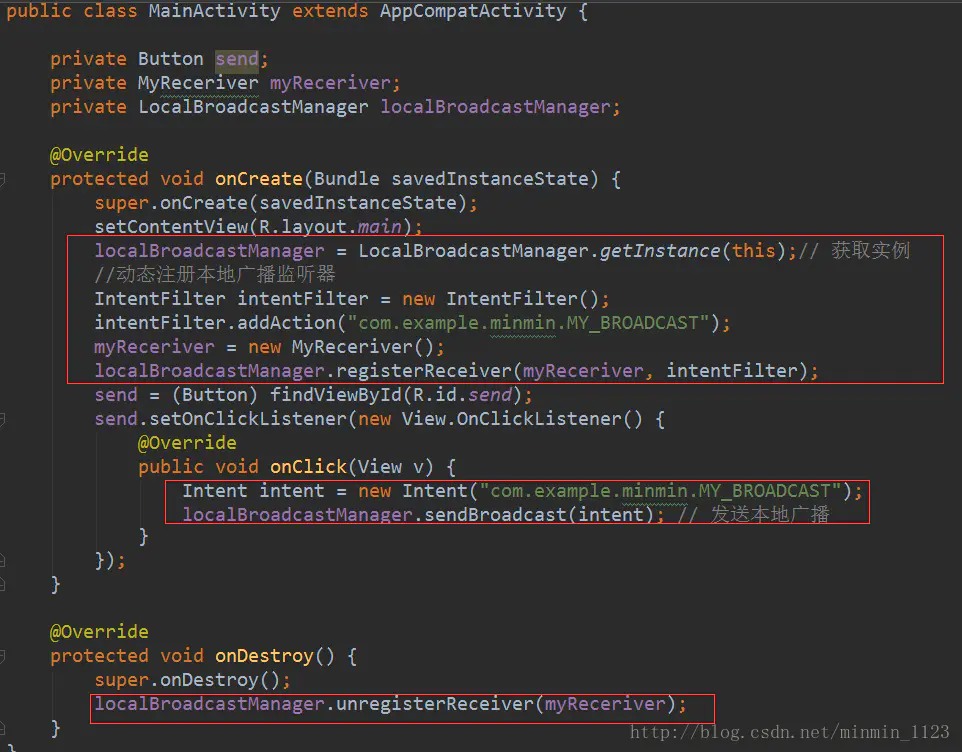 public class MainActivity extends AppCompatActivity {
private Button send;
private MyReceriver myReceriver;
private LocalBroadcastManager localBroadcastManager;
@Override
protected void onCreate(Bundle savedInstanceState) {
super.onCreate(savedInstanceState);
setContentView(R.layout.main);
localBroadcastManager = LocalBroadcastManager.getInstance(this);// 获取实例
//动态注册本地广播监听器
IntentFilter intentFilter = new IntentFilter();
intentFilter.addAction("com.example.minmin.MY_BROADCAST");
myReceriver = new MyReceriver();
localBroadcastManager.registerReceiver(myReceriver, intentFilter);
send = (Button) findViewById(R.id.send);
send.setOnClickListener(new View.OnClickListener() {
@Override
public void onClick(View v) {
Intent intent = new Intent("com.example.minmin.MY_BROADCAST");
localBroadcastManager.sendBroadcast(intent); // 发送本地广播
}
});
}
@Override
protected void onDestroy() {
super.onDestroy();
localBroadcastManager.unregisterReceiver(myReceriver);
}
http://blog.csdn.net/minmin_1123
}